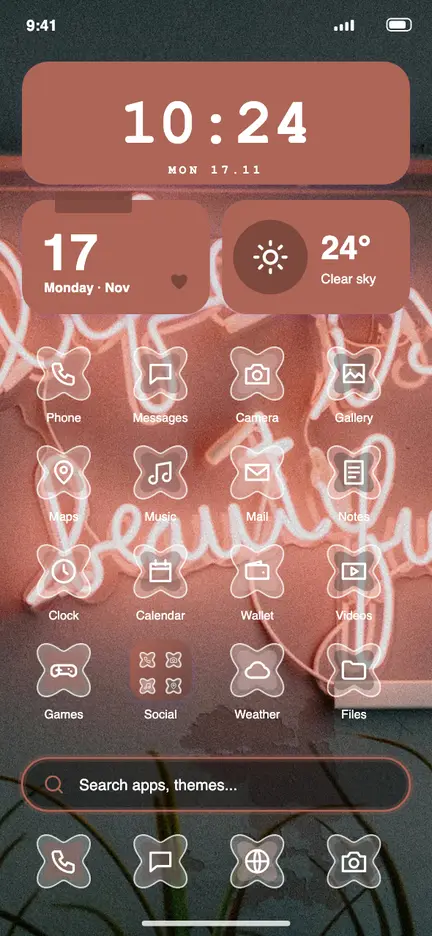 9:41
10:24
MON 17.11
17
Monday · Nov
24°
Clear sky
Phone Messages Camera Gallery
Maps Music Mail Notes
beautifu
Clock Calendar Wallet Videos
Games Social Weather Files
Search apps, themes...